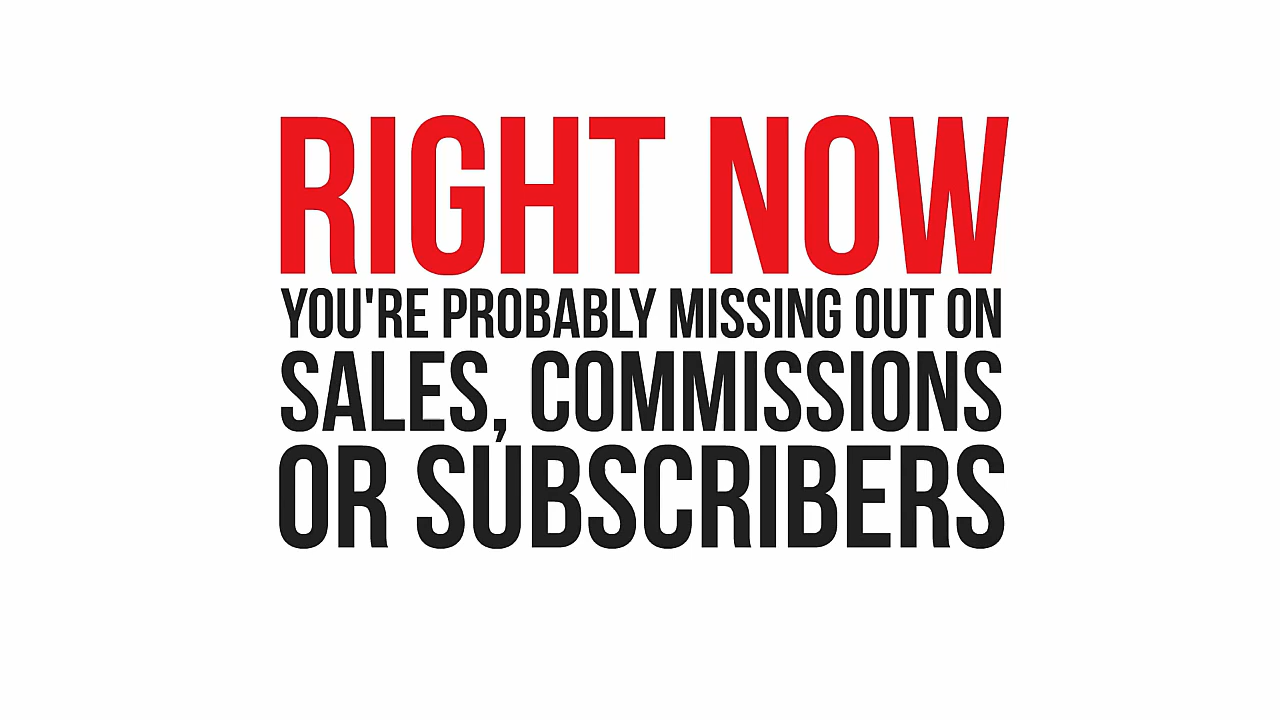 RIGHT NOW
YOU'RE PROBABLY MISSING OUT ON
SALES, COMMISSIONS
OR SUBSCRIBERS